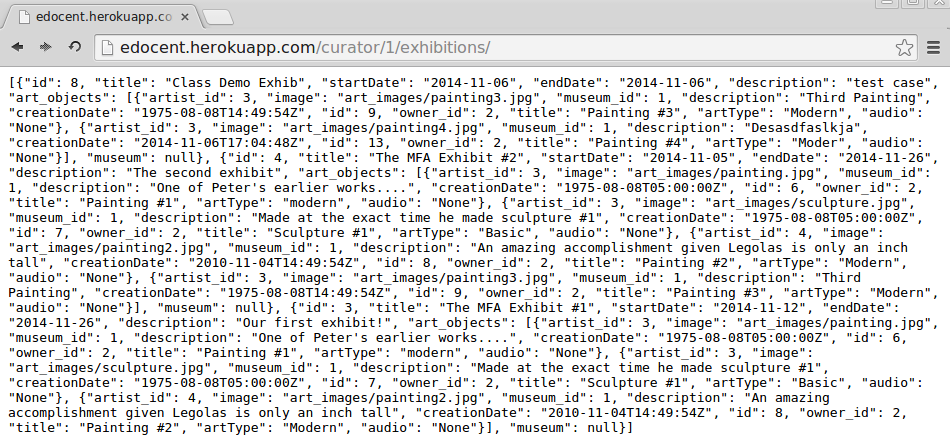 edocent.herokuapp.co
edocent.herokuapp.com/curator/1/exhibitions/
[{"id": 8, "title": "Class Demo Exhib", "startDate": "2014-11-06", "endDate": "2014-11-06", "description": "test case",
"art_objects": [{"artist_id": 3, "image": "art_images/painting3.jpg", "museum_id": 1, "description": "Third Painting",
"creationDate": "1975-08-08T14:49:54Z", "id": 9, "owner_id": 2, "title": "Painting #3", "artType": "Modern", "audio":
"None"}, {"artist_id": 3, "image": "art_images/painting4.jpg", "museum_id": 1, "description": "Desasdfaslkja",
"creationDate": "2014-11-06T17:04:48Z", "id": 13, "owner_id": 2, "title": "Painting #4", "artType": "Moder", "audio":
"None"}], "museum": null}, {"id": 4, "title": "The MFA Exhibit #2", "startDate": "2014-11-05", "endDate": "2014-11-26",
"description": "The second exhibit", "art_objects": [{"artist_id": 3, "image": "art_images/painting.jpg", "museum_id":
1, "description": "One of Peter's earlier works....", "creationDate": "1975-08-08T05:00:00Z", "id": 6, "owner_id": 2,
"title": "Painting #1", "artType": "modern", "audio": "None"}, {"artist_id": 3, "image": "art_images/sculpture.jpg",
"museum_id": 1, "description": "Made at the exact time he made sculpture #1", "creationDate": "1975-08-08T05:00:00Z",
"id": 7, "owner_id": 2, "title": "Sculpture #1", "artType": "Basic", "audio": "None"}, {"artist_id": 4, "image":
"art_images/painting2.jpg", "museum_id": 1, "description": "An amazing accomplishment given Legolas is only an inch
tall", "creationDate": "2010-11-04T14:49:54Z", "id": 8, "owner_id": 2, "title": "Painting #2", "artType": "Modern",
"audio": "None"}, {"artist_id": 3, "image": "art_images/painting3.jpg", "museum_id": 1, "description": "Third
Painting", "creationDate": "1975-08-08T14:49:54Z", "id": 9, "owner_id": 2, "title": "Painting #3", "artType": "Modern",
"audio": "None"}], "museum": null}, {"id": 3, "title": "The MFA Exhibit #1", "startDate": "2014-11-12", "endDate":
"2014-11-26", "description": "Our first exhibit!", "art_objects": [{"artist_id": 3, "image": "art_images/painting.jpg",
"museum_id": 1, "description": "One of Peter's earlier works....", "creationDate": "1975-08-08T05:00:00Z", "id": 6,
"owner_id": 2, "title": "Painting #1", "artType": "modern", "audio": "None"}, {"artist_id": 3, "image":
"art_images/sculpture.jpg", "museum_id": 1, "description": "Made at the exact time he made sculpture #1",
"creationDate": "1975-08-08T05:00:00Z", "id": 7, "owner_id": 2, "title": "Sculpture #1", "artType": "Basic", "audio":
"None"}, {"artist_id": 4, "image": "art_images/painting2.jpg", "museum_id": 1, "description": "An amazing
accomplishment given Legolas is only an inch tall", "creationDate": "2010-11-04T14:49:54Z", "id": 8, "owner_id": 2,
"title": "Painting #2", "artType": "Modern", "audio": "None"}], "museum": null}]